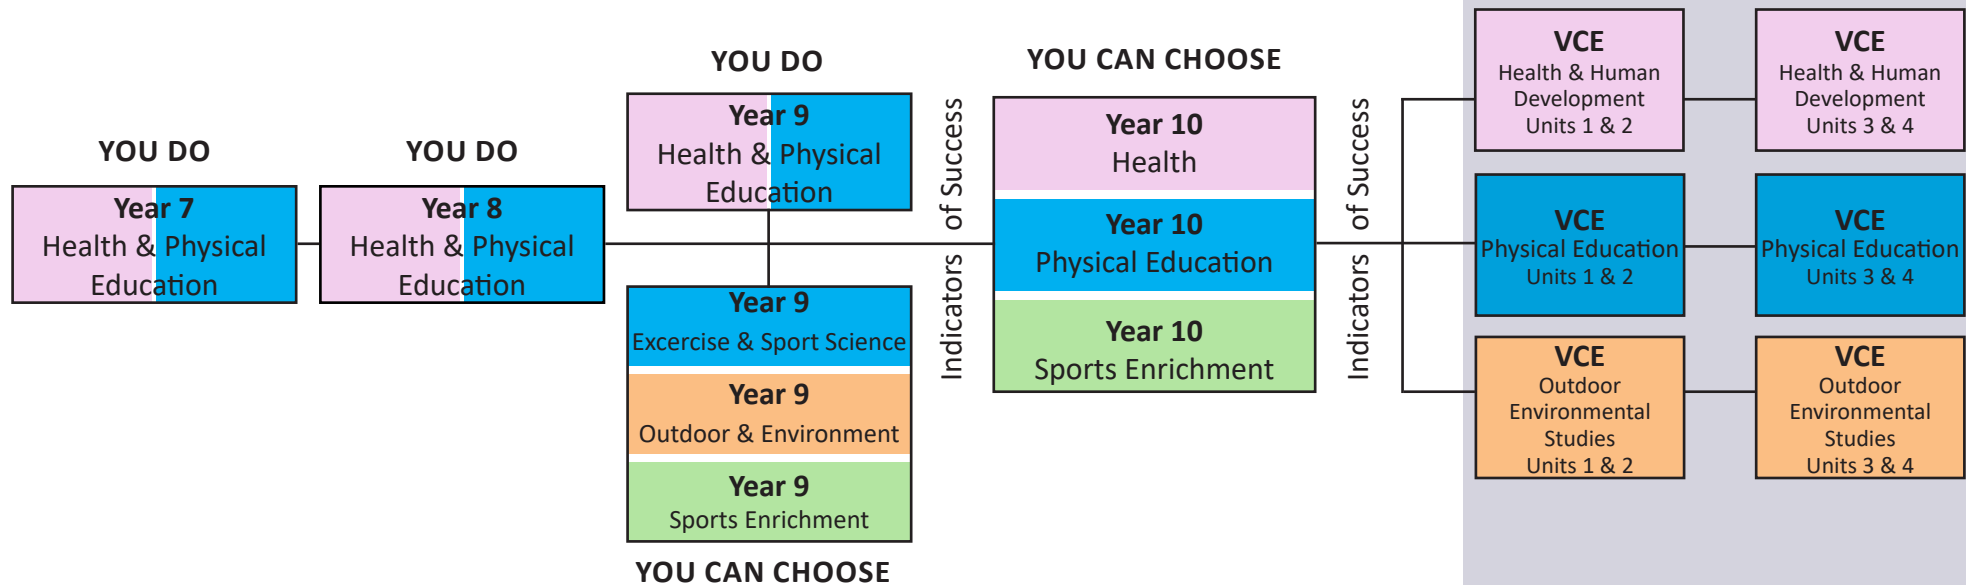 YOU DO
Year 7
Health & Physical
Education
YOU DO
Year 8
Health & Physical
Education
YOU DO
Year 9
Health & Physical
Education
Year 9
Excercise & Sport Science
Year 9
Outdoor & Environment
Year 9
Sports Enrichment
YOU CAN CHOOSE
Indicators of Success
YOU CAN CHOOSE
Year 10
Health
Year 10
Physical Education
Year 10
Sports Enrichment
Indicators of Success
VCE
Health & Human
Development
Units 1 & 2
VCE
Health & Human
Development
Units 3 & 4
VCE
Physical Education
Units 1 & 2
VCE
Physical Education
Units 3 & 4
VCE
Outdoor
Environmental
Studies
Units 1 & 2
VCE
Outdoor
Environmental
Studies
Units 3 & 4